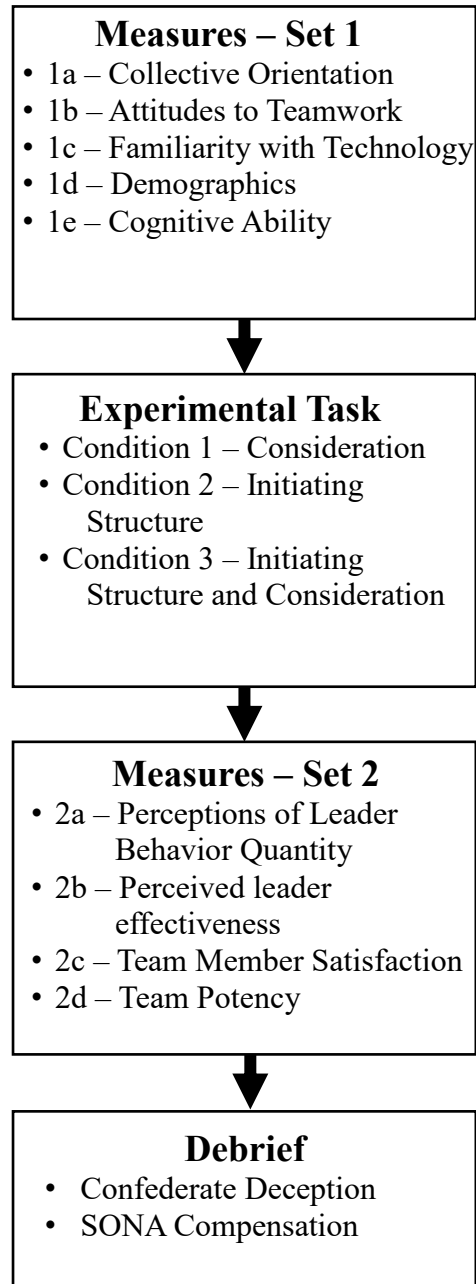 Measures – Set 1
• 1a – Collective Orientation
• 1b – Attitudes to Teamwork
• 1c – Familiarity with Technology
• 1d – Demographics
• 1e – Cognitive Ability
Experimental Task
• Condition 1 – Consideration
• Condition 2 – Initiating
Structure
• Condition 3 – Initiating
Structure and Consideration
Measures – Set 2
• 2a – Perceptions of Leader
Behavior Quantity
• 2b – Perceived leader
effectiveness
• 2c – Team Member Satisfaction
• 2d – Team Potency
Debrief
• Confederate Deception
• SONA Compensation